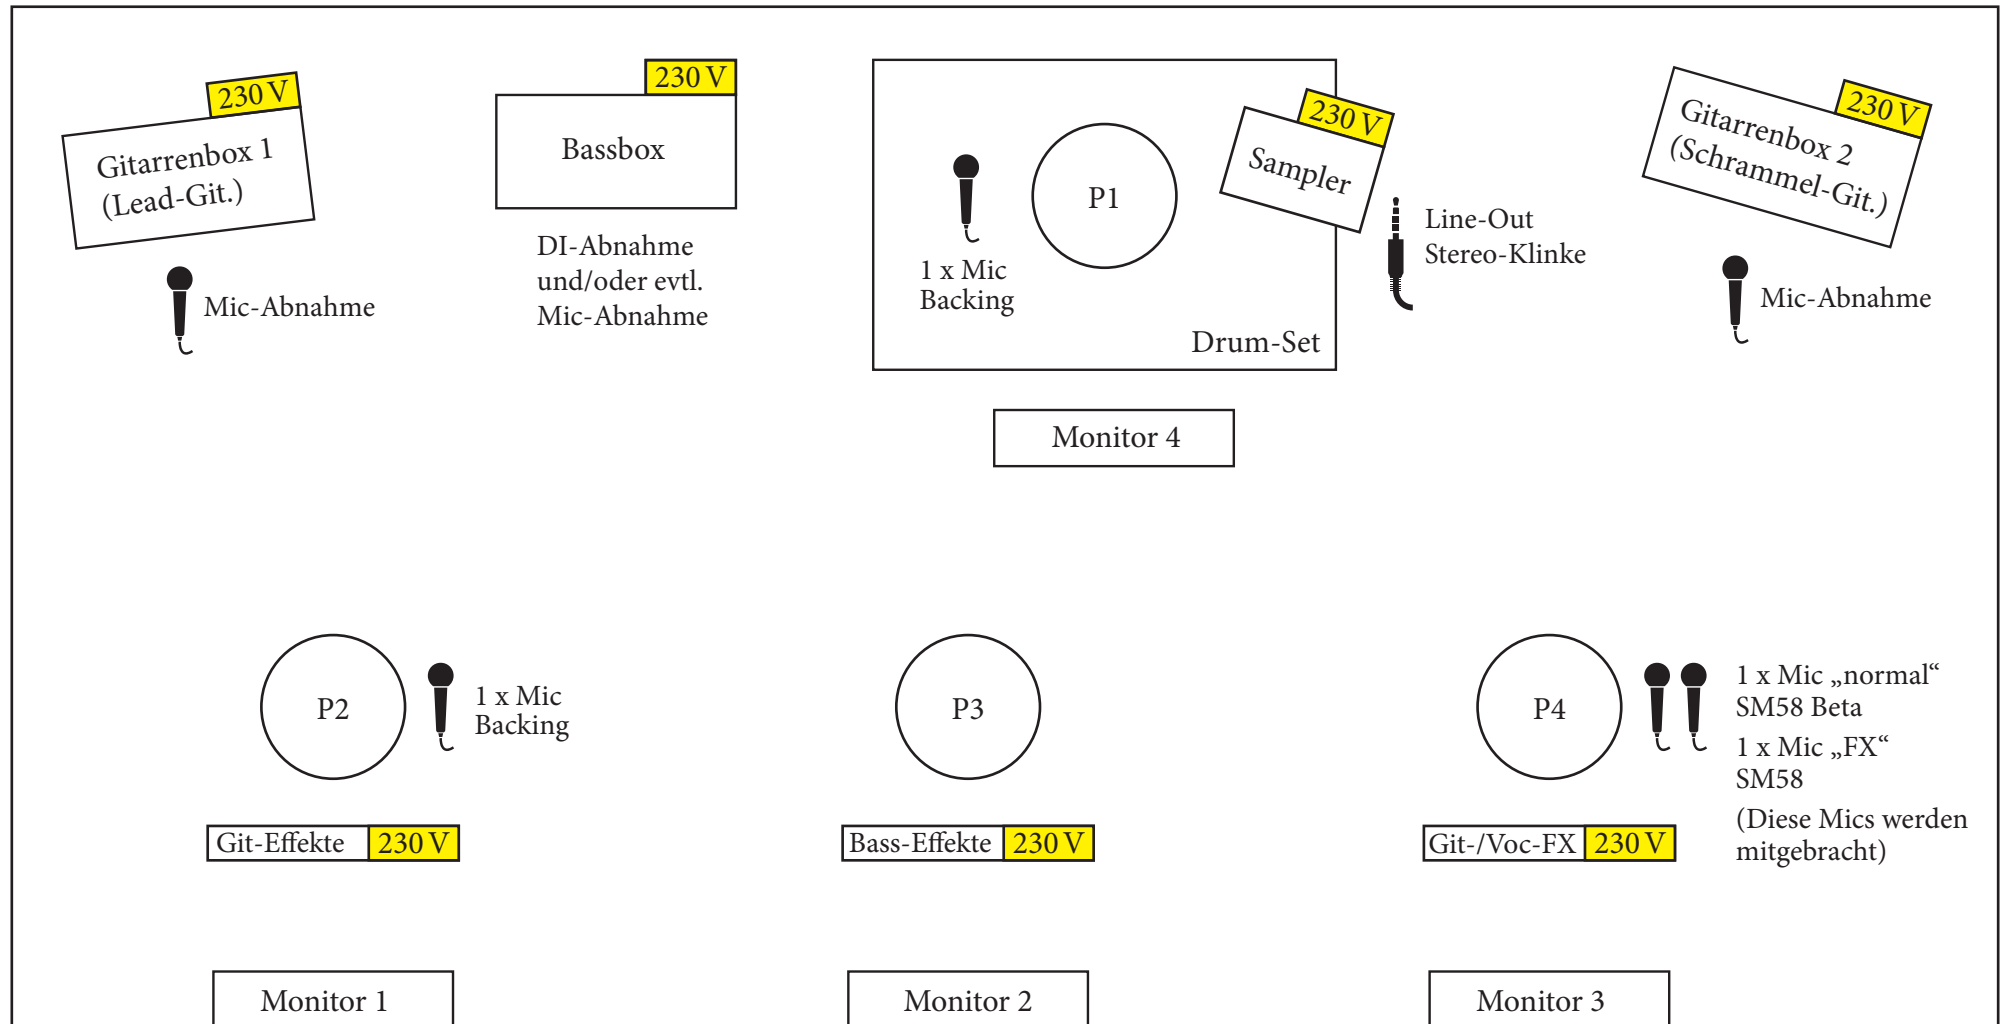 230 V
Gitarrenbox 1
(Lead-Git.)
Mic-Abnahme
230 V
Bassbox
DI-Abnahme
und/oder evtl.
Mic-Abnahme
P1
1 x Mic
Backing
Drum-Set
230 V
Sampler
Line-Out
Stereo-Klinke
230 V
Gitarrenbox 2
(Schrammel-Git.)
Mic-Abnahme
Monitor 4
P2
1 x Mic
Backing
Git-Effekte
230 V
P3
Bass-Effekte
230 V
P4
1 x Mic „normal“
SM58 Beta
1 x Mic „FX“
SM58
(Diese Mics werden
mitgebracht)
Git-/Voc-FX
230 V
Monitor 1
Monitor 2
Monitor 3